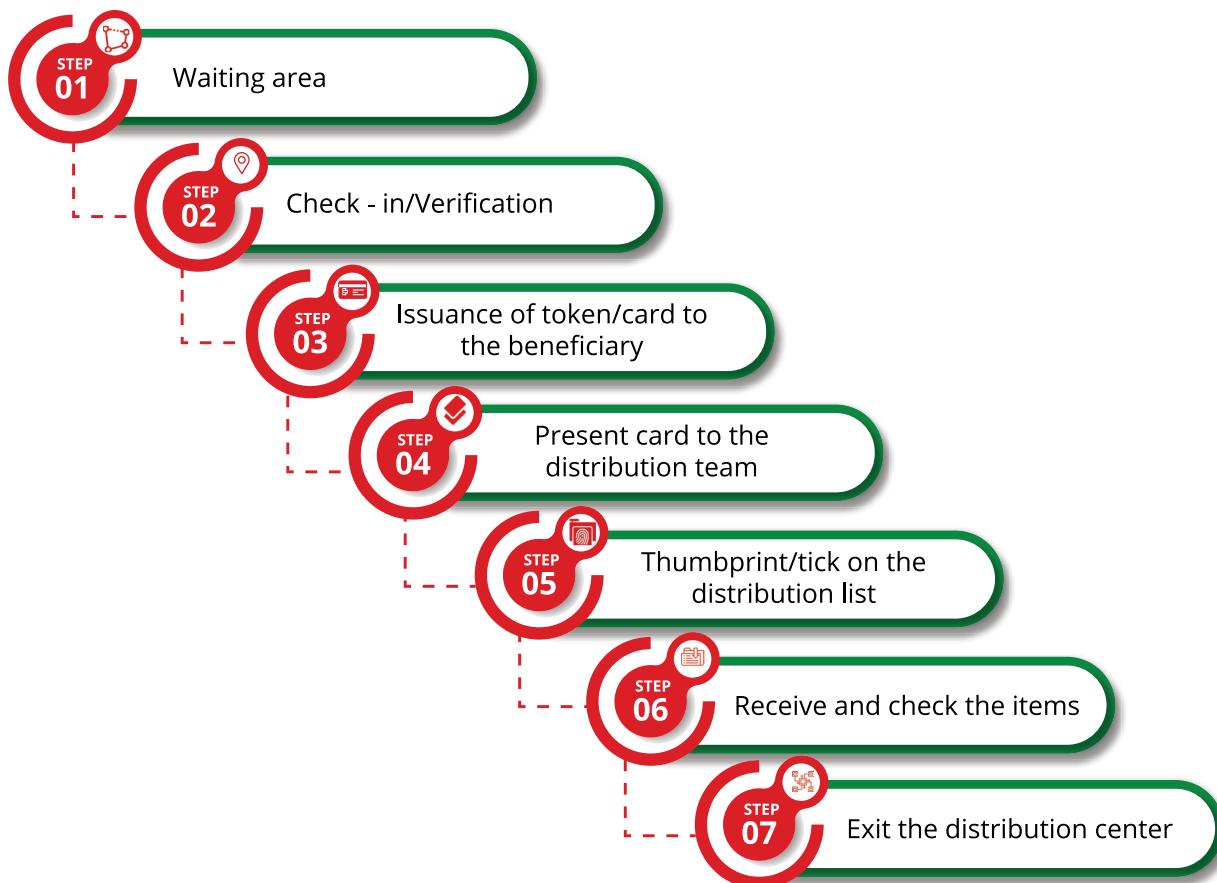 STEP
01
Waiting area
STEP
02
Check - in/Verification
STEP
03
Issuance of token/card to
the beneficiary
STEP
04
Present card to the
distribution team
STEP
05
Thumbprint/tick on the
distribution list
STEP
06
Receive and check the items
STEP
07
Exit the distribution center